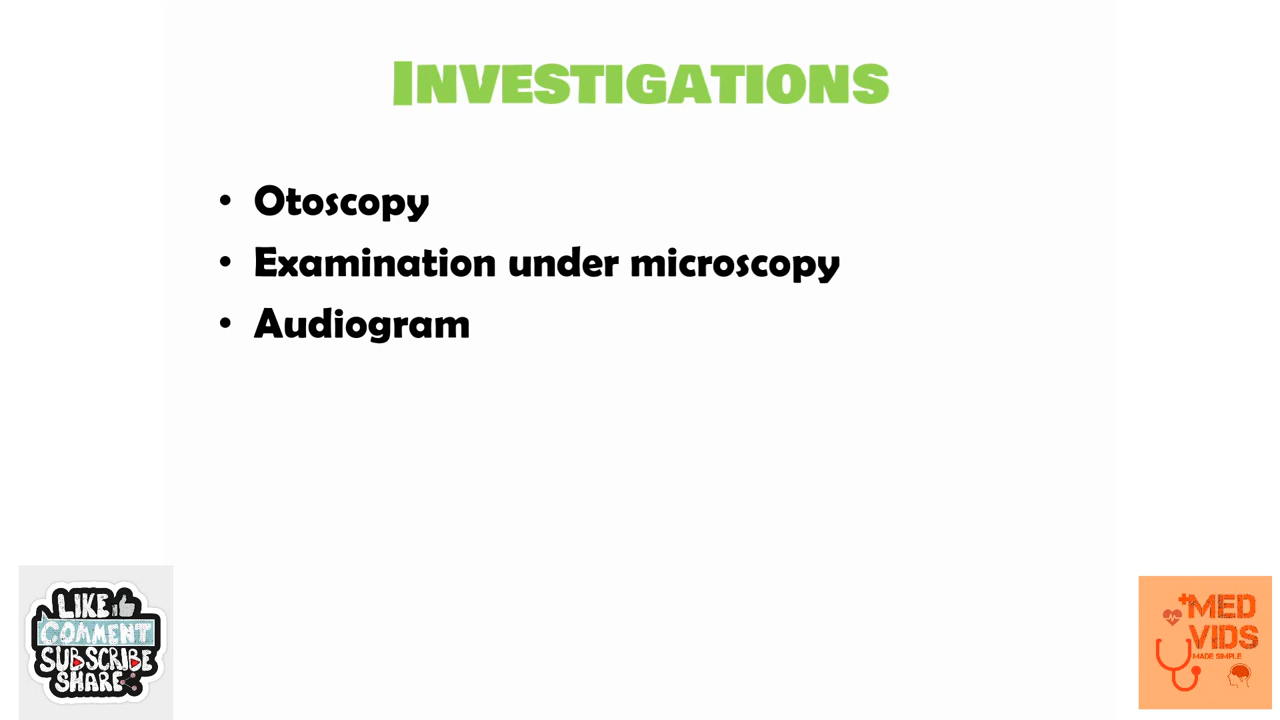 INVESTIGATIONS
• Otoscopy
• Examination under microscopy
• Audiogram
LIKE
COMMENT
SUBSCRIBE
SHARE
MED
VIDS
MADE SIMPLE